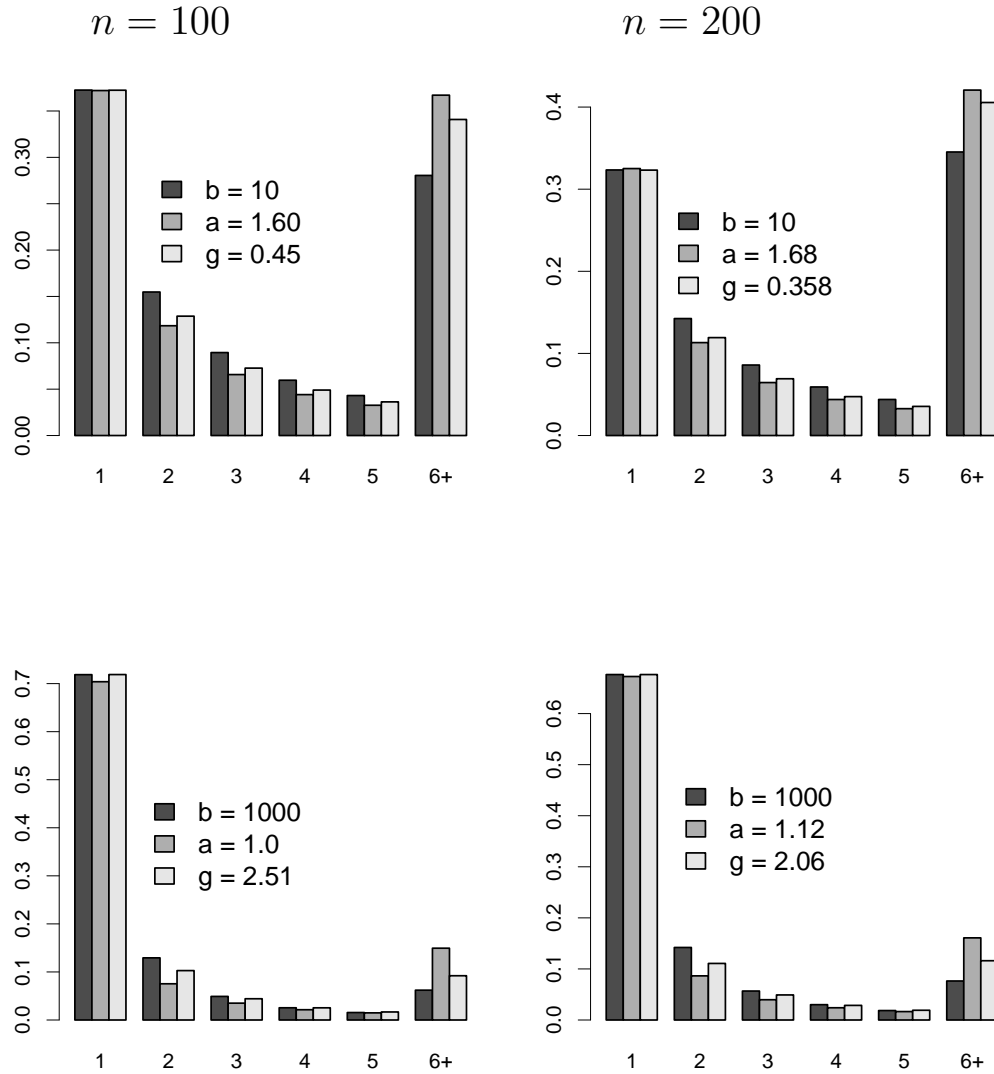 n = 100
0.00
0.10
0.20
0.30
b = 10
a = 1.60
g = 0.45
1 2 3 4 5 6+
n = 200
0.0
0.1
0.2
0.3
0.4
b = 10
a = 1.68
g = 0.358
1 2 3 4 5 6+
0.0
0.1
0.2
0.3
0.4
0.5
0.6
0.7
b = 1000
a = 1.0
g = 2.51
1 2 3 4 5 6+
0.0
0.1
0.2
0.3
0.4
0.5
0.6
b = 1000
a = 1.12
g = 2.06
1 2 3 4 5 6+